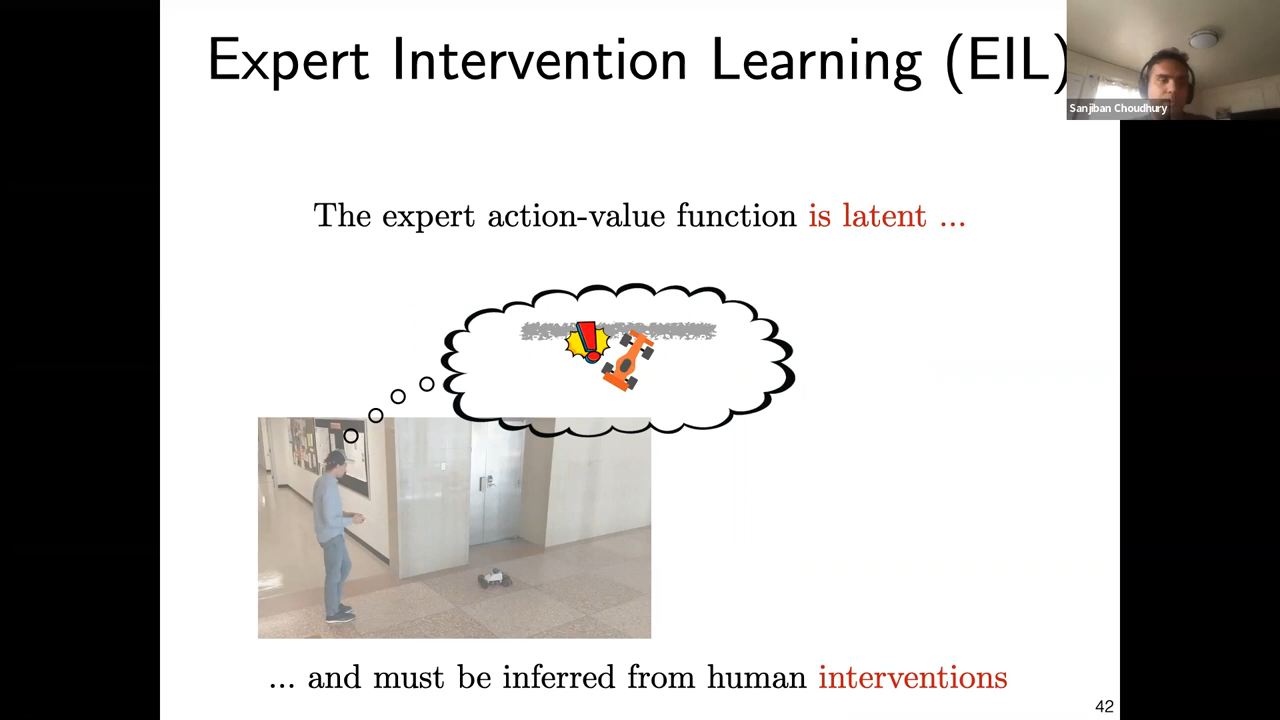 Expert Intervention Learning (EIL)
Sanjiban Choudhury
The expert action-value function is latent ...
... and must be inferred from human interventions
42